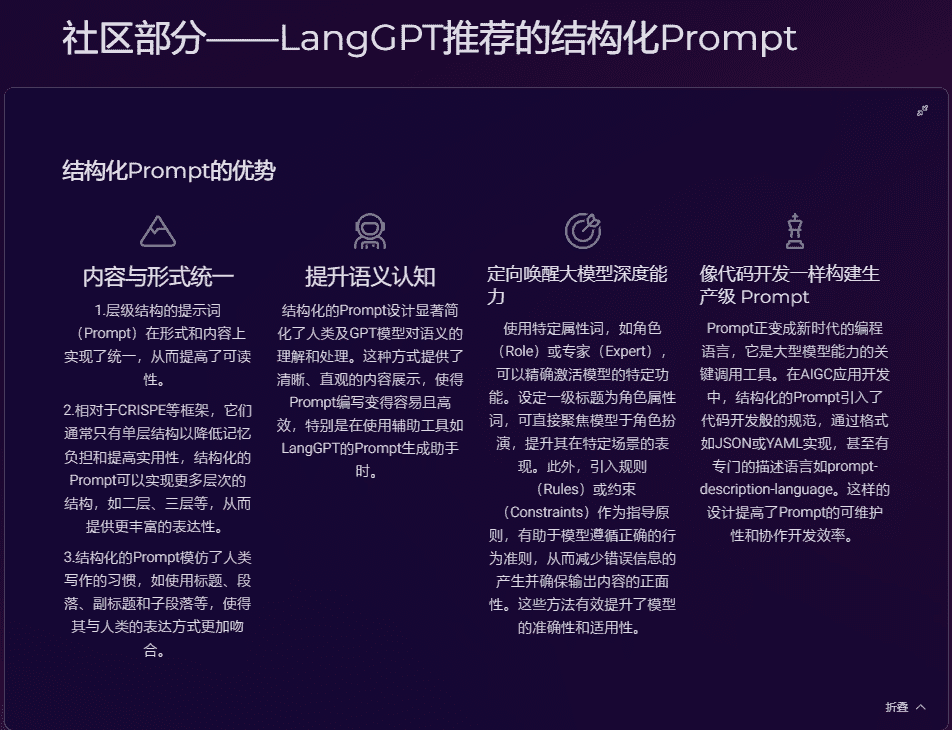 社区部分——LangGPT推荐的结构化Prompt
结构化Prompt的优势
内容与形式统一
1.层级结构的提示词
（Prompt）在形式和内容上
实现了统一，从而提高了可读
性。
2.相对于CRISPE等框架，它们
通常只有单层结构以降低记忆
负担和提高实用性，结构化的
Prompt可以实现更多层次的
结构，如二层、三层等，从而
提供更丰富的表达性。
3.结构化的Prompt模仿了人类
写作的习惯，如使用标题、段
落、副标题和子段落等，使得
其与人类的表达方式更加吻
合。
提升语义认知
结构化的Prompt设计显著简
化了人类及GPT模型对语义的
理解和处理。这种方式提供了
清晰、直观的内容展示，使得
Prompt编写变得容易且高
效，特别是在使用辅助工具如
LangGPT的Prompt生成助手
时。
定向唤醒大模型深度能
力
使用特定属性词，如角色
（Role）或专家（Expert），
可以精确激活模型的特定功
能。设定一级标题为角色属性
词，可直接聚焦模型于角色扮
演，提升其在特定场景的表
现。此外，引入规则
（Rules）或约束
（Constraints）作为指导原
则，有助于模型遵循正确的行
为准则，从而减少错误信息的
产生并确保输出内容的正面
性。这些方法有效提升了模型
的准确性和适用性。
像代码开发一样构建生
产级 Prompt
Prompt正变成新时代的编程
语言，它是大型模型能力的关
键调用工具。在AIGC应用开发
中，结构化的Prompt引入了
代码开发般的规范，通过格式
如JSON或YAML实现，甚至有
专门的描述语言如prompt-
description-language。这样的
设计提高了Prompt的可维护
性和协作开发效率。
折叠